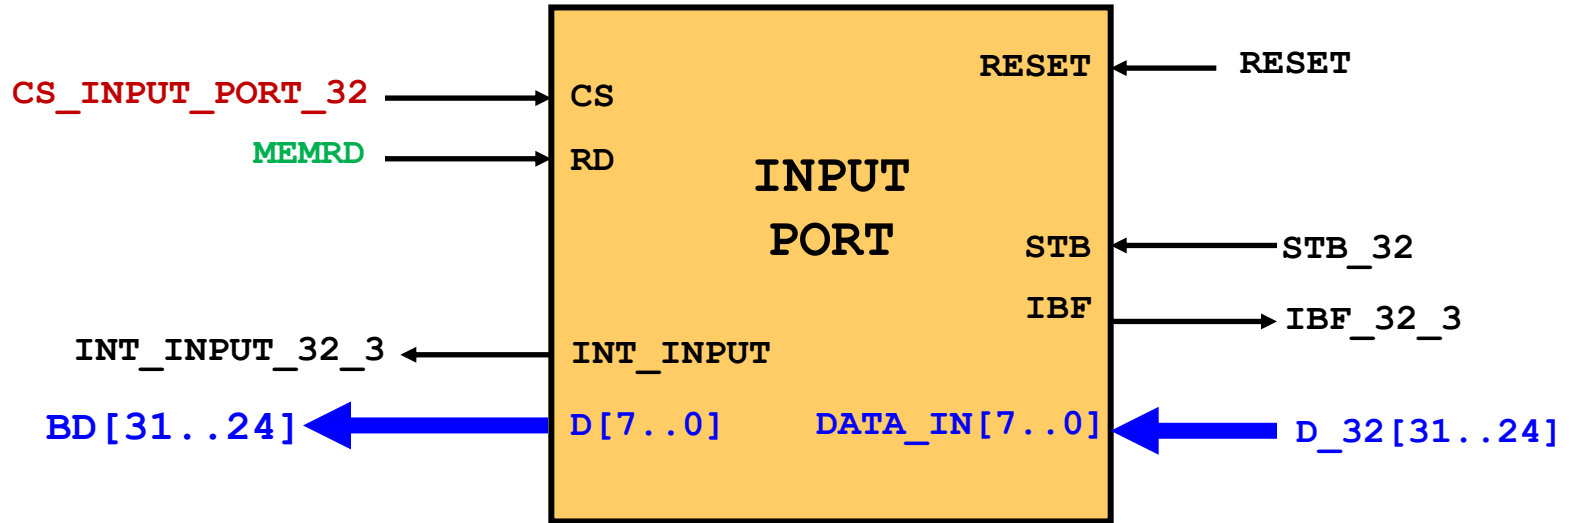 RESET
RESET
CS_INPUT_PORT_32
CS
MEMRD
RD
INPUT
PORT
STB
STB_32
IBF
IBF_32_3
INT_INPUT_32_3
INT_INPUT
BD[31..24]
D[7..0]
DATA_IN[7..0]
D_32[31..24]